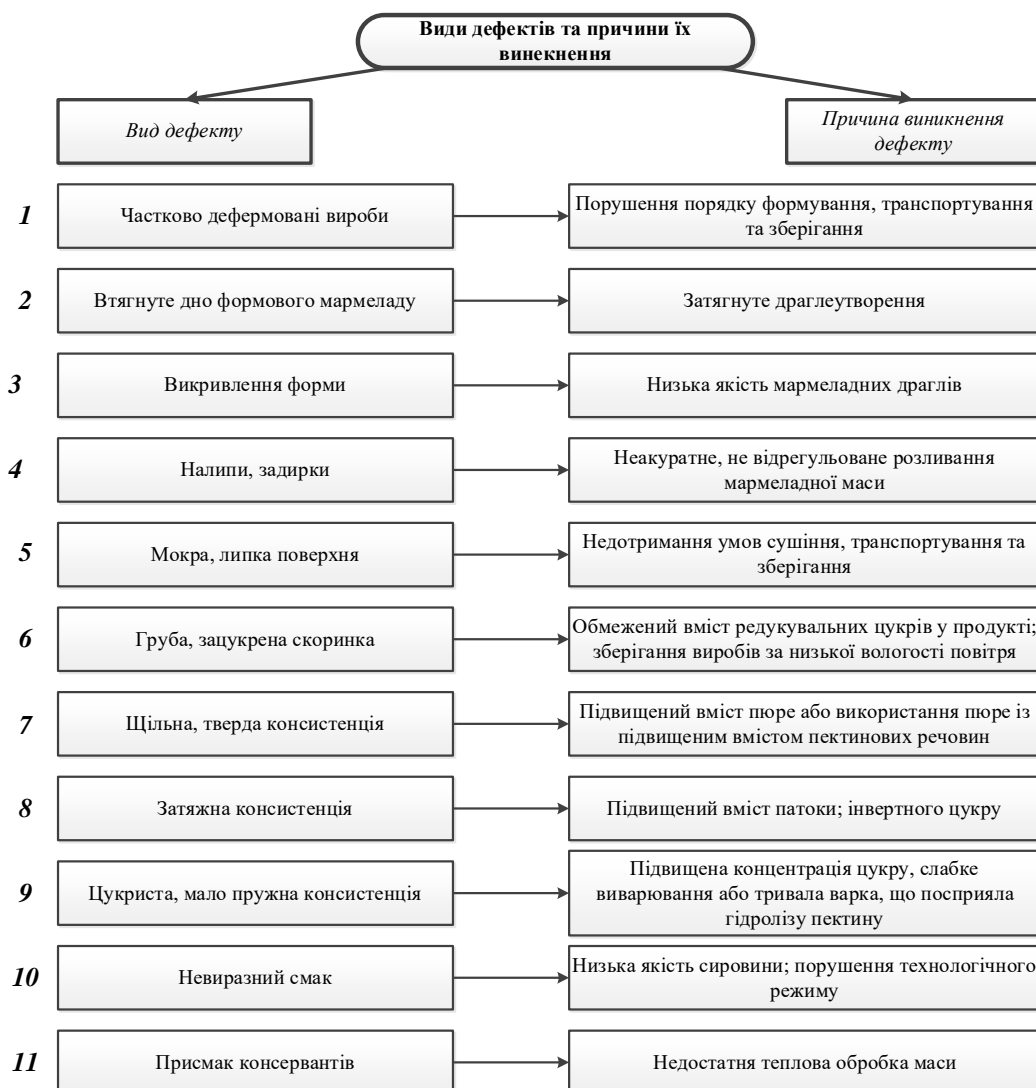 Види дефектів та причини їх
винекнення
Вид дефекту
Причина виникнення
дефекту
1
Частково дефермовані вироби
Порушення порядку формування, транспортування
та зберігання
2
Втягнуте дно формового мармеладу
Затягнуте драглеутворення
3
Викривлення форми
Низька якість мармеладних драглів
4
Налипи, задирки
Неакуратне, не відрегульоване розливання
мармеладної маси
5
Мокра, липка поверхня
Недотримання умов сушіння, транспортування та
зберігання
6
Груба, зацукрена скоринка
Обмежений вміст редукувальних цукрів у продукті;
зберігання виробів за низької вологості повітря
7
Щільна, тверда консистенція
Підвищений вміст пюре або використання пюре із
підвищеним вмістом пектинових речовин
8
Затяжна консистенція
Підвищений вміст патоки; інвертного цукру
9
Цукриста, мало пружна консистенція
Підвищена концентрація цукру, слабке
виварювання або тривала варка, що посприяла
гідролізу пектину
10
Невиразний смак
Низька якість сировини; порушення технологічного
режиму
11
Присмак консервантів
Недостатня теплова обробка маси